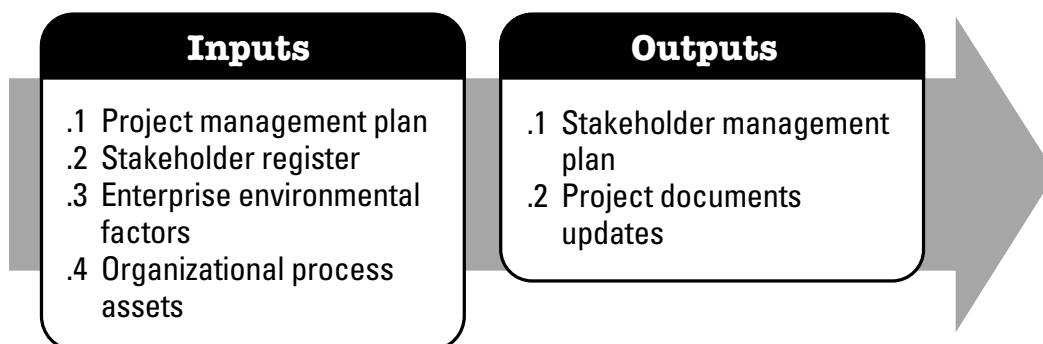 Inputs
.1 Project management plan
.2 Stakeholder register
.3 Enterprise environmental
factors
.4 Organizational process
assets
Outputs
.1 Stakeholder management
plan
.2 Project documents
updates